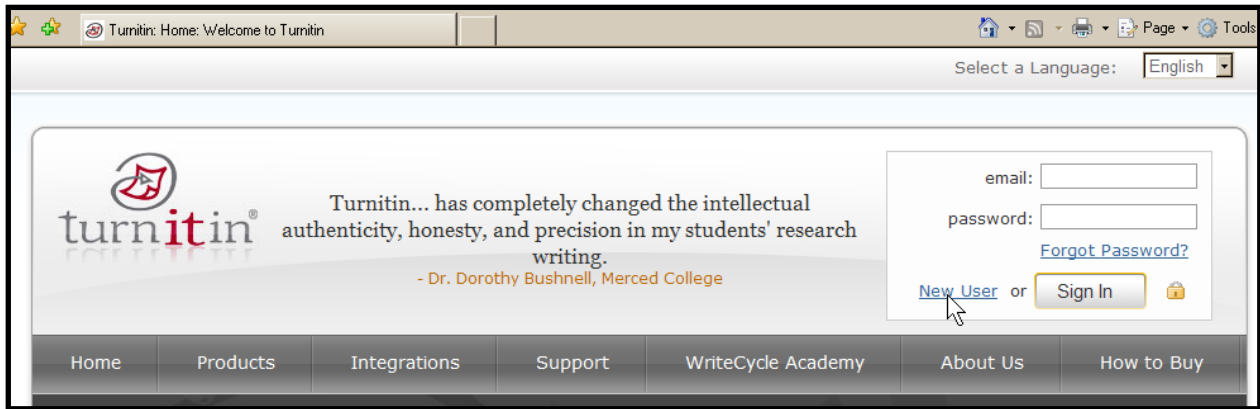 Turnitin: Home: Welcome to Turnitin
Page
Tools
Select a Language: English
turnitin®
Turnitin... has completely changed the intellectual
authenticity, honesty, and precision in my students' research
writing.
- Dr. Dorothy Bushnell, Merced College
email:
password:
Forgot Password?
New User or Sign In
Home Products Integrations Support WriteCycle Academy About Us How to Buy